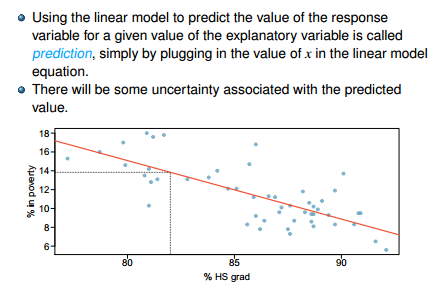 Using the linear model to predict the value of the response
variable for a given value of the explanatory variable is called
prediction, simply by plugging in the value of x in the linear model
equation.
There will be some uncertainty associated with the predicted
value.
18
16
14
12
10
8
6
% in poverty
80
85
90
% HS grad